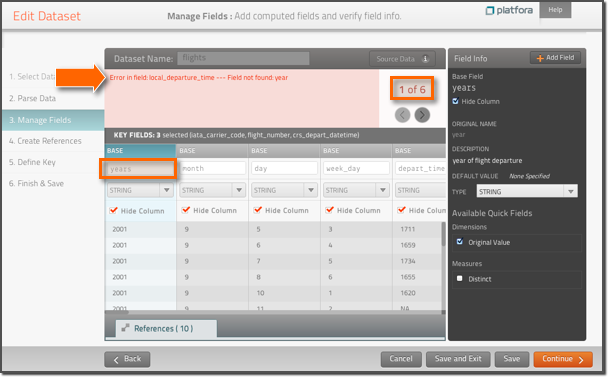 Edit Dataset
Manage Fields : Add computed fields and verify field info.
platfora
Help
Dataset Name
flights
Source Data
1. Select Data
2. Parse Data
3. Manage Fields
4. Create References
5. Define Key
6. Finish & Save
Error in field: local_departure_time --- Field not found: year
1 of 6
KEY FIELDS: 3 selected (iata_carrier_code, flight_number, crs_depart_datetime)
BASE BASE BASE BASE BASE
years month day week_day depart_time
STRING STRING STRING STRING STRING
Hide Column Hide Column Hide Column Hide Column Hide Column
2001 9 5 3 1711
2001 9 6 4 1659
2001 9 7 5 1734
2001 9 8 6 1655
2001 9 10 1 1620
2001 9 11 2 NA
References ( 10 )
Field Info
+ Add Field
Base Field
years
Hide Column
ORIGINAL NAME
year
DESCRIPTION
year of flight departure
DEFAULT VALUE None Specified
TYPE STRING
Available Quick Fields
Dimensions
Original Value
Measures
Distinct
Back
Cancel
Save and Exit
Save
Continue